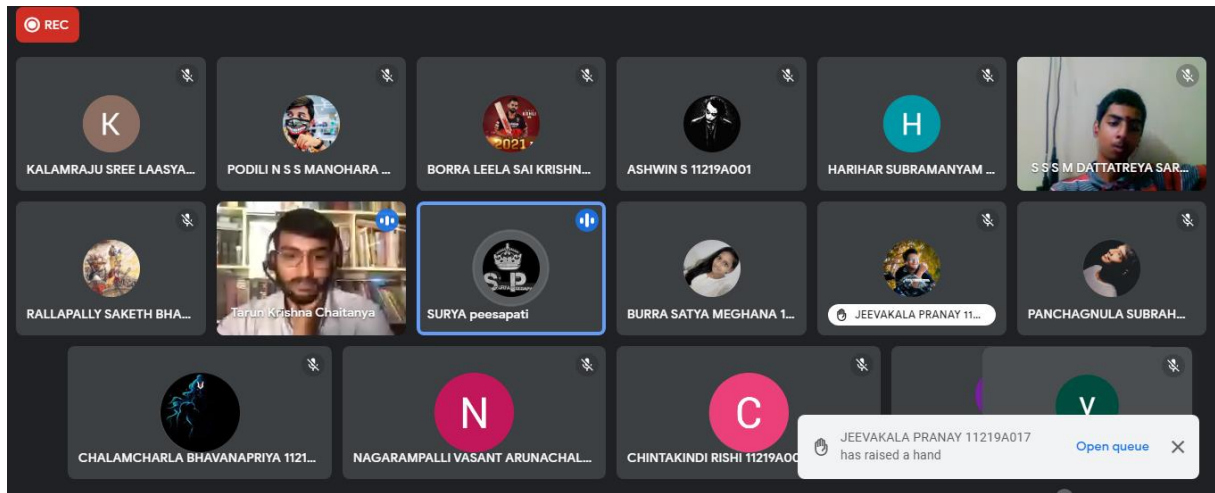 REC
K
KALAMRAJU SREE LAASYA...
PODILI N S S MANOHARA ...
2021
BORRA LEELA SAI KRISHN...
ASHWIN S 11219A001
H
HARIHAR SUBRAMANYAM ...
S S S M DATTATREYA SAR...
RALLAPALLY SAKETH BHA...
Tarun Krishna Chaitanya
S P
SURYA peesapati
BURRA SATYA MEGHANA 1...
JEEVAKALA PRANAY 11...
PANCHAGNULA SUBRAH...
CHALAMCHARLA BHAVANAPRIYA 1121...
N
NAGARAMPALLI VASANT ARUNACHAL...
C
CHINTAKINDI RISHI 11219A00
JEEVAKALA PRANAY 11219A017
has raised a hand
Open queue